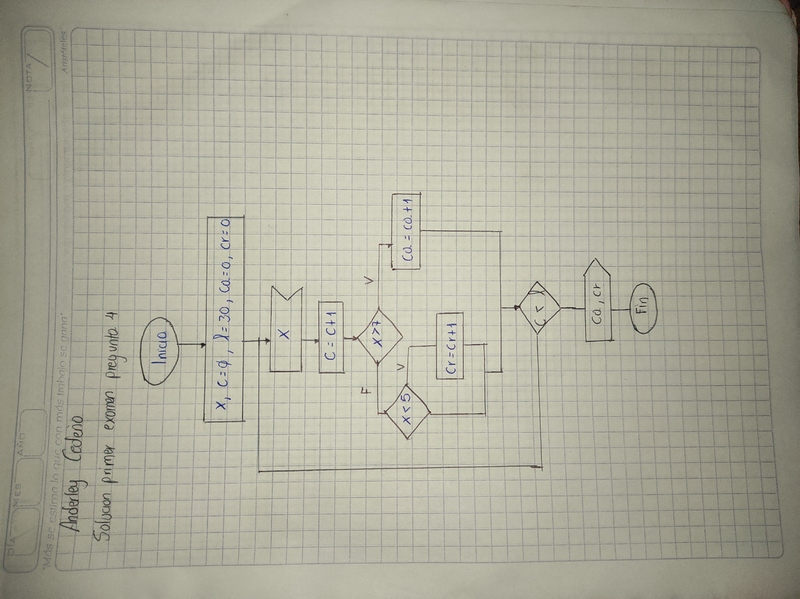 NOTA
DÍA
MES
AÑO
"Más se estima lo que con más trabajo se gana"
Anderley Cedeño
Solucion primer examen pregunta 4
Inicio
x, C=φ, l=30, Ca=0, Cr=0
X
C = C+1
X>7
F
V
X<5
V
Ca = Ca+1
Cr=Cr+1
C < l
Ca, Cr
Fin